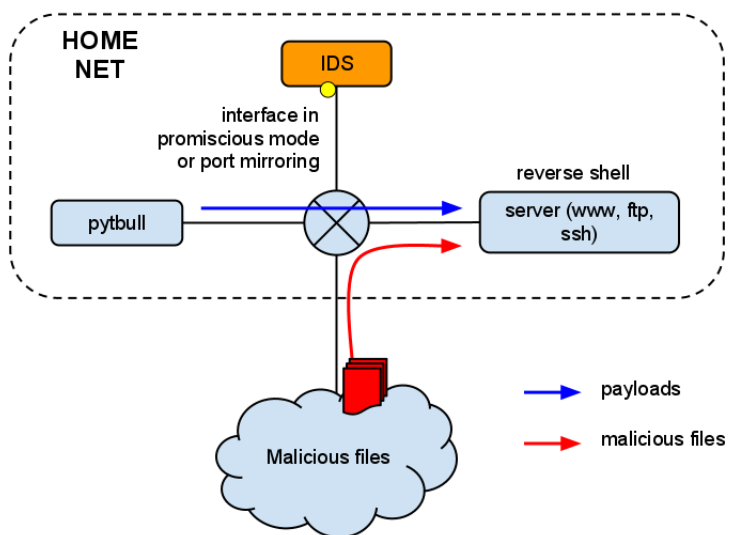 HOME
NET
IDS
interface in
promiscious mode
or port mirroring
reverse shell
pytbull
server (www, ftp,
ssh)
Malicious files
payloads
malicious files